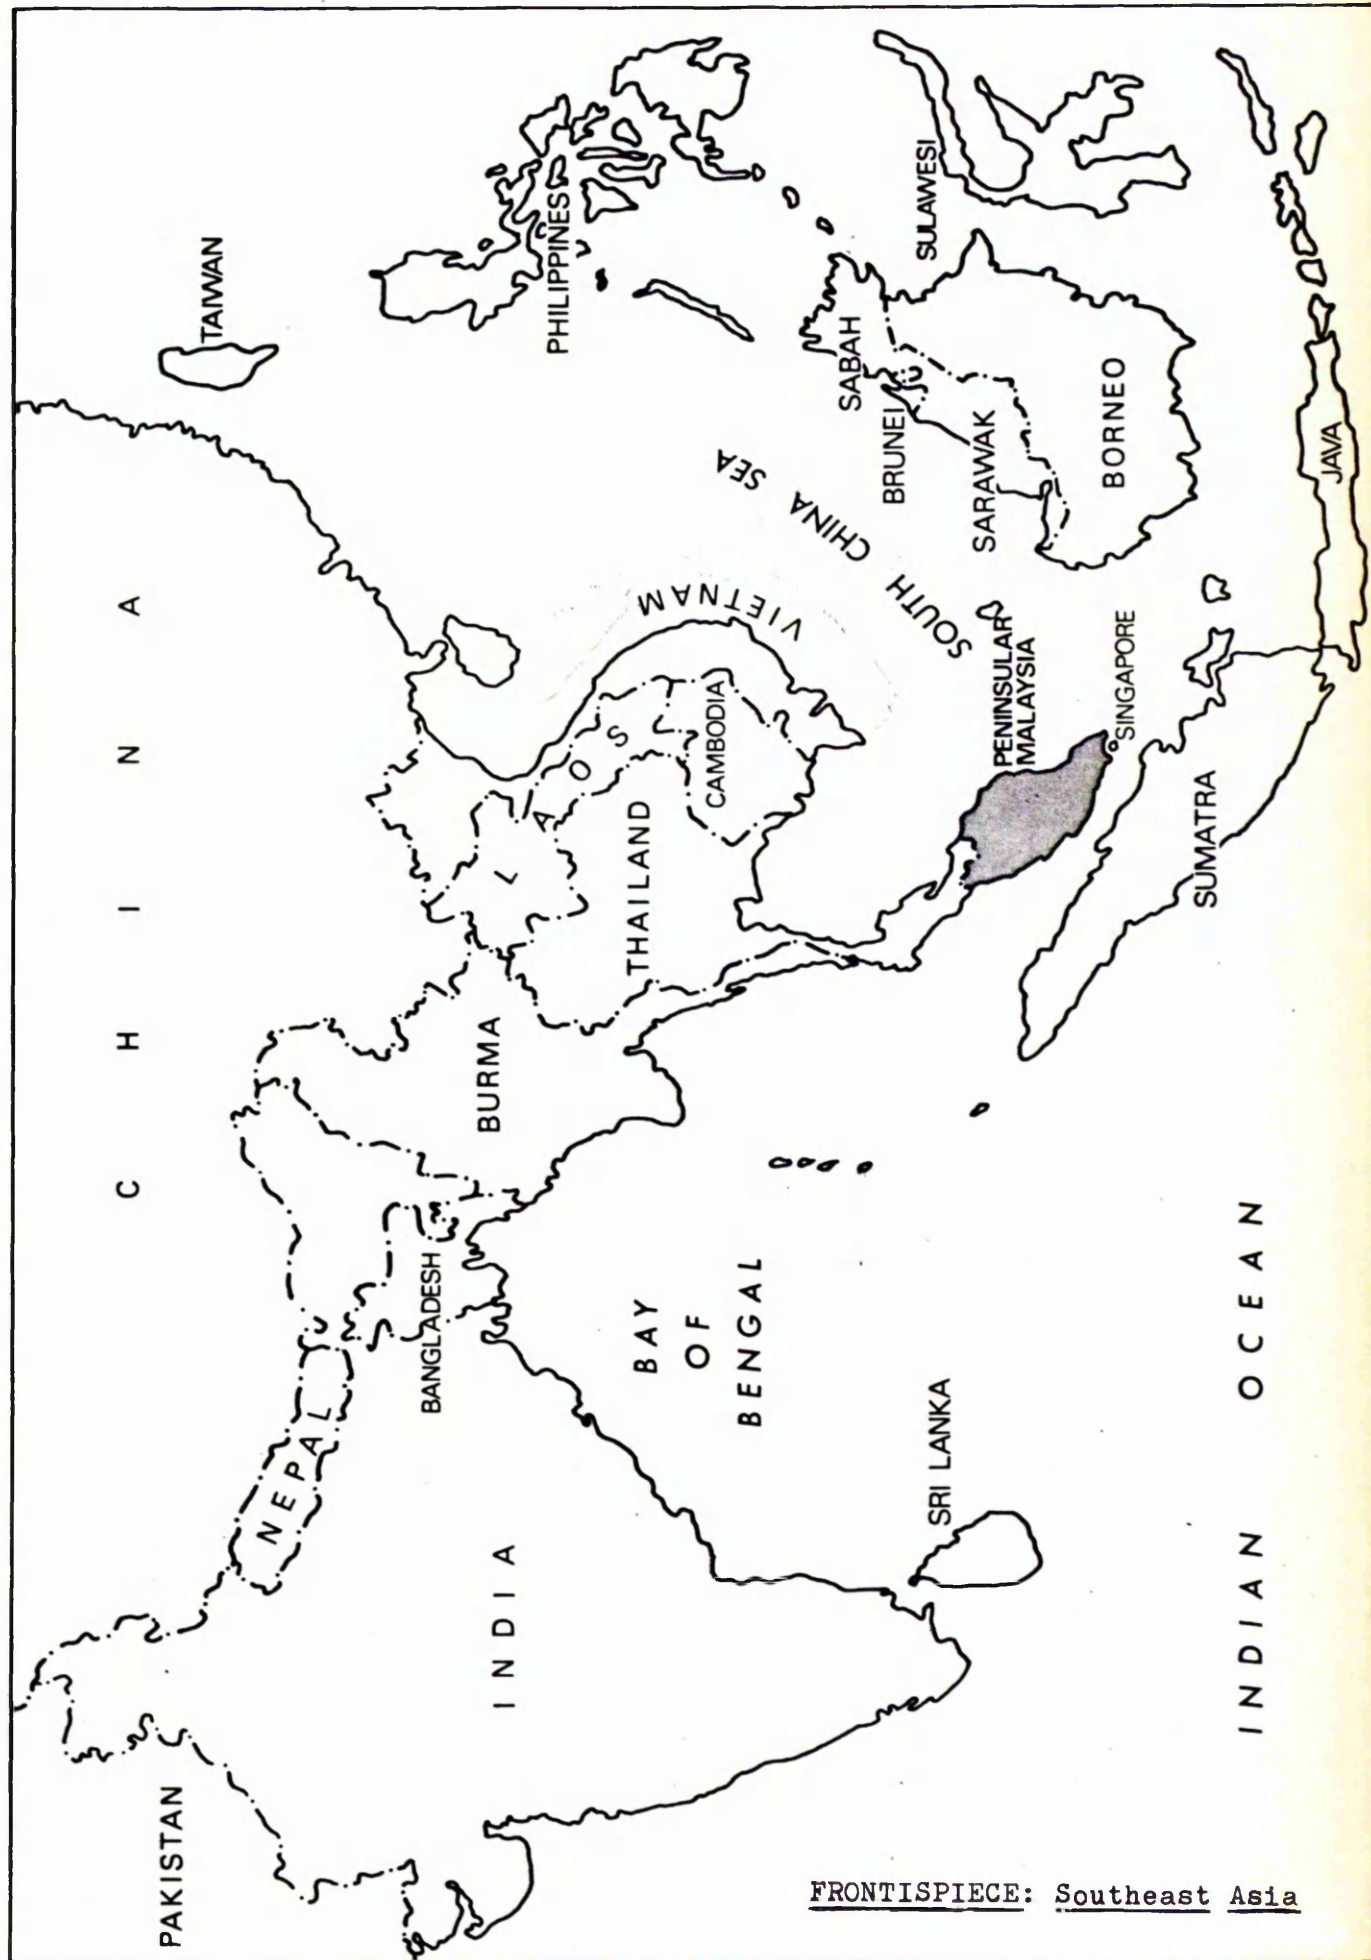 C H I N A
TAIWAN
PAKISTAN
NEPAL
INDIA
BANGLADESH
BURMA
LAOS
THAILAND
VIETNAM
CAMBODIA
PHILIPPINES
BAY
OF
BENGAL
SOUTH CHINA SEA
SRI LANKA
PENINSULAR
MALAYSIA
SINGAPORE
SABAH
BRUNEI
SARAWAK
BORNEO
SULAWESI
SUMATRA
JAVA
INDIAN OCEAN
FRONTISPIECE: Southeast Asia